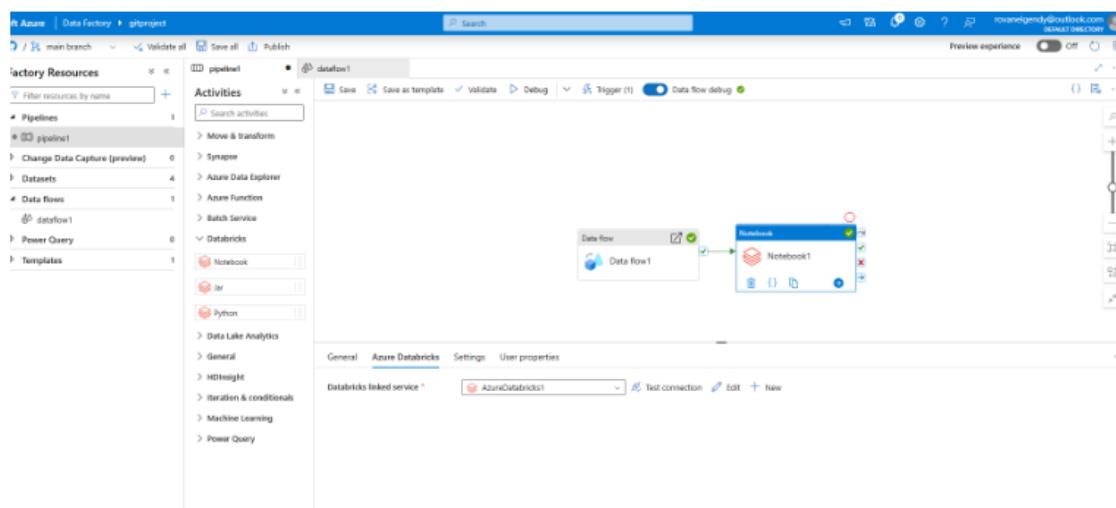 ft Azure | Data Factory ▸ gitproject
Search
rovanelgendy@outlook.com
DEFAULT DIRECTORY
/ main branch
Validate all
Save all
Publish
Preview experience
Off
Factory Resources
Filter resources by name
Pipelines 1
pipeline1
Change Data Capture (preview) 0
Datasets 4
Data flows 1
dataflow1
Power Query 0
Templates 1
pipeline1
dataflow1
Activities
Search activities
Move & transform
Synapse
Azure Data Explorer
Azure Function
Batch Service
Databricks
Notebook
Jar
Python
Data Lake Analytics
General
HDInsight
Iteration & conditionals
Machine Learning
Power Query
Save
Save as template
Validate
Debug
Trigger (1)
Data flow debug
Data flow
Data flow1
Notebook
Notebook1
General
Azure Databricks
Settings
User properties
Databricks linked service *
AzureDatabricks1
Test connection
Edit
New